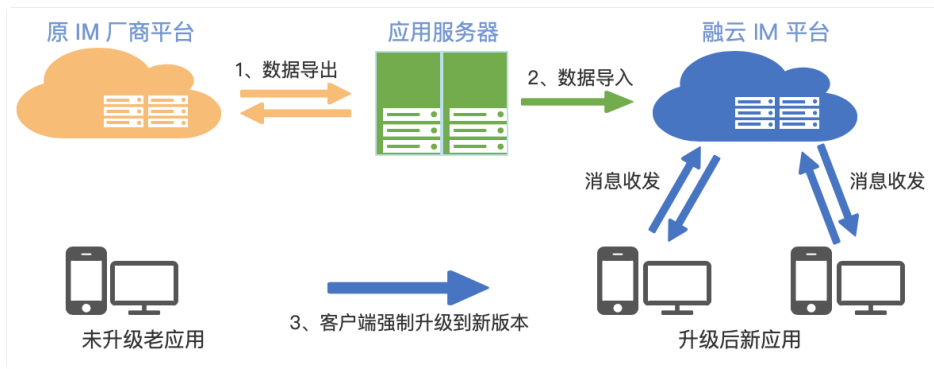 原 IM 厂商平台
应用服务器
融云 IM 平台
1、数据导出
2、数据导入
消息收发
消息收发
3、客户端强制升级到新版本
未升级老应用
升级后新应用